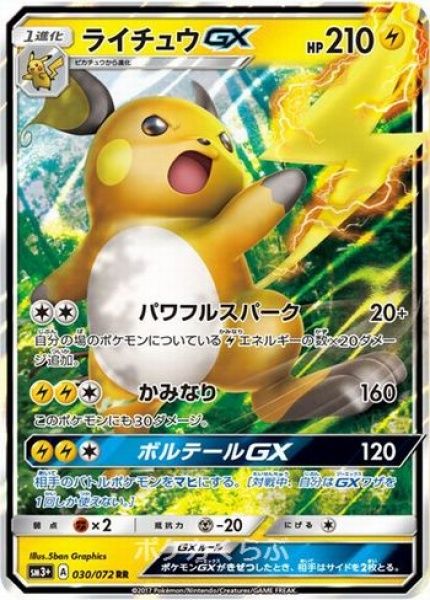 1進化
ライチュウGX
HP 210
ピカチュウから進化
パワフルスパーク 20+
自分の場のポケモンについているエネルギーの数×20ダメージ追加。
かみなり 160
このポケモンにも30ダメージ。
ボルテールGX 120
相手のバトルポケモンをマヒにする。[対戦中、自分はGXワザを
1回しか使えない。]
弱点 ×2 抵抗力 -20 にげる
Illus.5ban Graphics
GXルール
ポケモンGXがきぜつしたとき、相手はサイドを2枚とる。
SM3+ A 030/072 RR
©2017 Pokémon/Nintendo/Creatures/GAME FREAK.